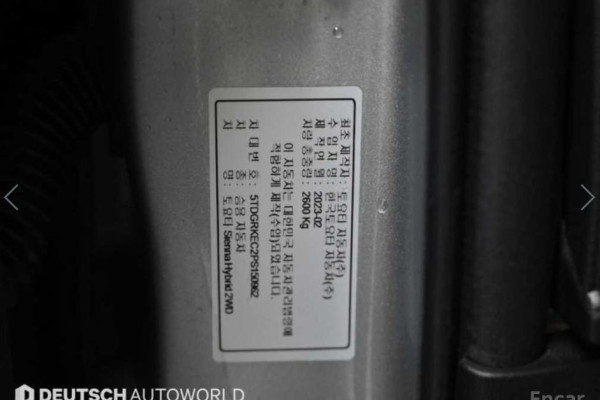 최초 제작자 : 토요타 자동차(주)
수 입 자 명 : 한국토요타 자동차(주)
제 작 연 월 : 2023-02
차량 총 중량 : 2600 Kg
이 자동차는 대한민국 자동차관리법령에
적합하게 제작(수입)되었습니다.
차 대 번 호 : 5TDGRKEC2PS150962
차 종 : 승용 자동차
차 명 : 토요타 Sienna Hybrid 2WD
DEUTSCH AUTOWORLD
Encar